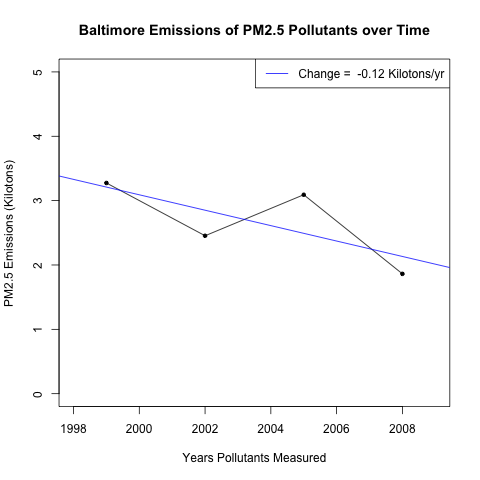 Baltimore Emissions of PM2.5 Pollutants over Time
Change =  -0.12 Kilotons/yr
PM2.5 Emissions (Kilotons)
5
4
3
2
1
0
1998 2000 2002 2004 2006 2008
Years Pollutants Measured